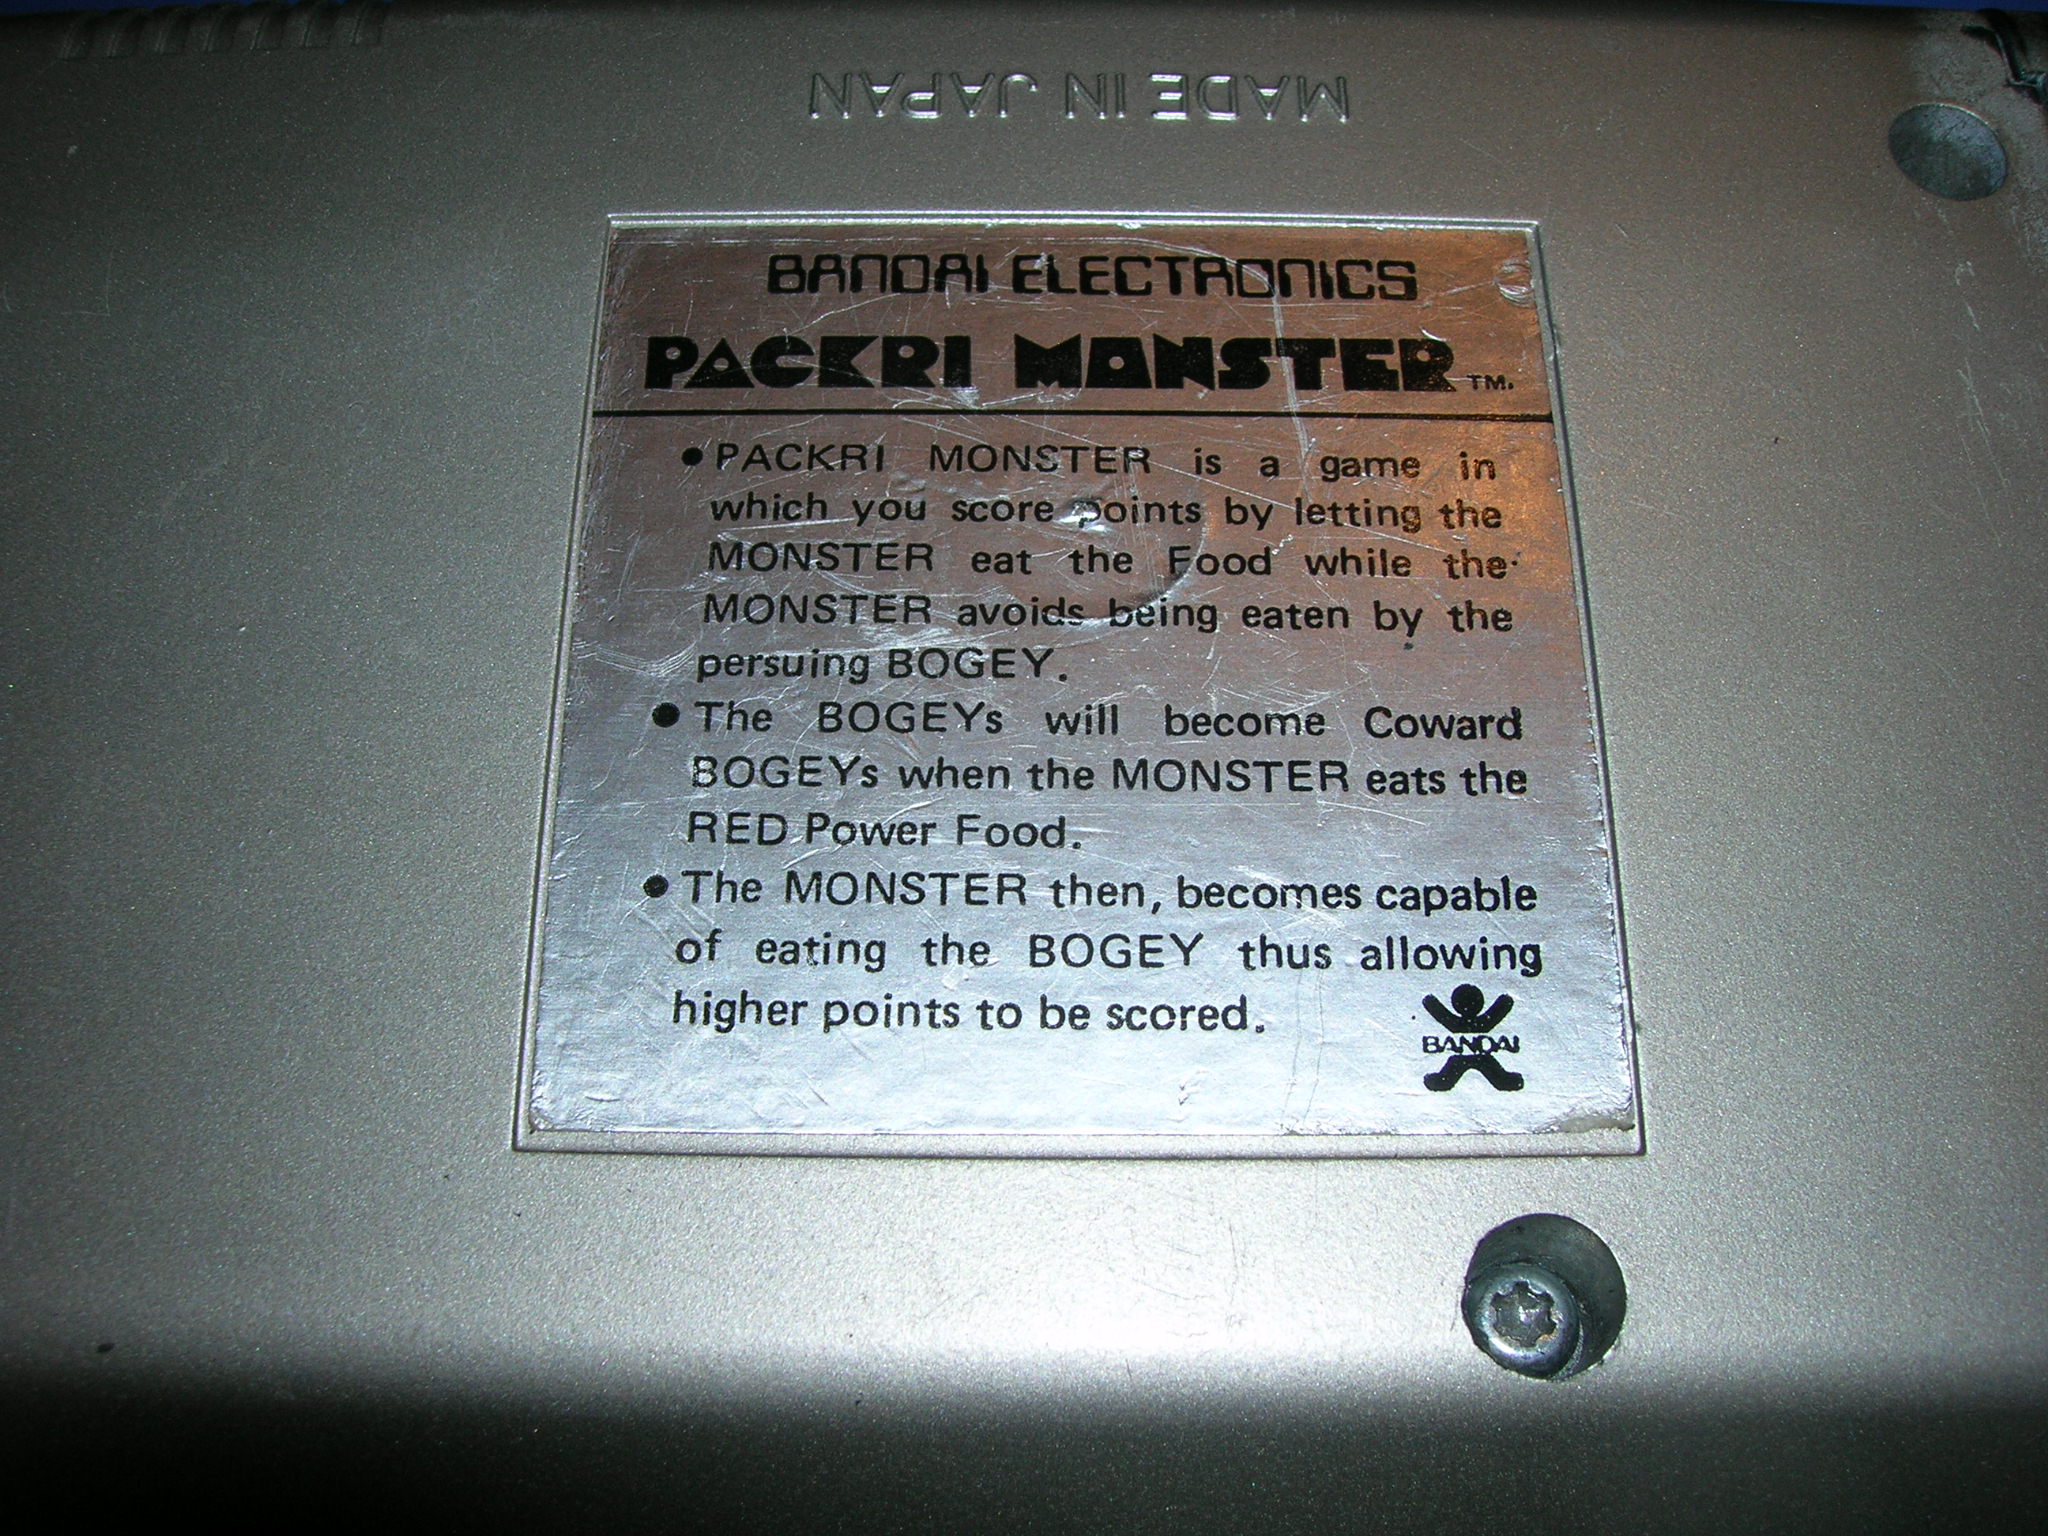 MADE IN JAPAN
BANDAI ELECTRONICS
PACKRI MONSTER TM.
• PACKRI MONSTER is a game in
which you score points by letting the
MONSTER eat the Food while the
MONSTER avoids being eaten by the
persuing BOGEY.
• The BOGEYs will become Coward
BOGEYs when the MONSTER eats the
RED Power Food.
• The MONSTER then, becomes capable
of eating the BOGEY thus allowing
higher points to be scored.
BANDAI